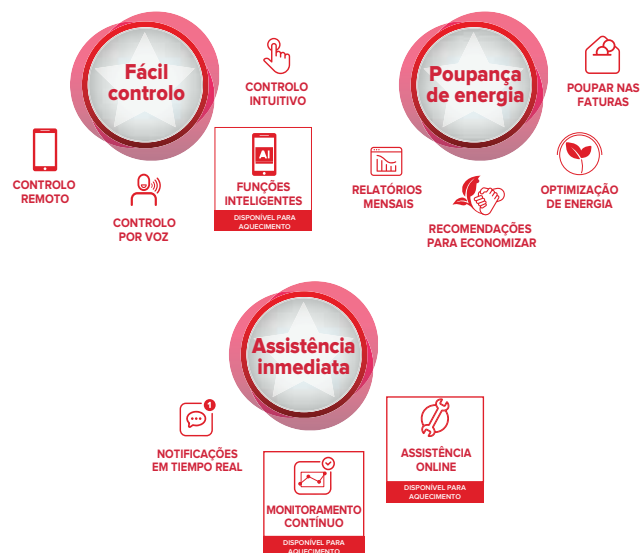 Fácil
controlo
CONTROLO
INTUITIVO
CONTROLO
REMOTO
CONTROLO
POR VOZ
AI
FUNÇÕES
INTELIGENTES
DISPONÍVEL PARA
AQUECIMENTO
Poupança
de energia
POUPAR NAS
FATURAS
RELATÓRIOS
MENSAIS
RECOMENDAÇÕES
PARA ECONOMIZAR
OPTIMIZAÇÃO
DE ENERGIA
Assistência
inmediata
1
NOTIFICAÇÕES
EM TIEMPO REAL
MONITORAMENTO
CONTÍNUO
DISPONÍVEL PARA
AQUECIMENTO
ASSISTÊNCIA
ONLINE
DISPONÍVEL PARA
AQUECIMENTO